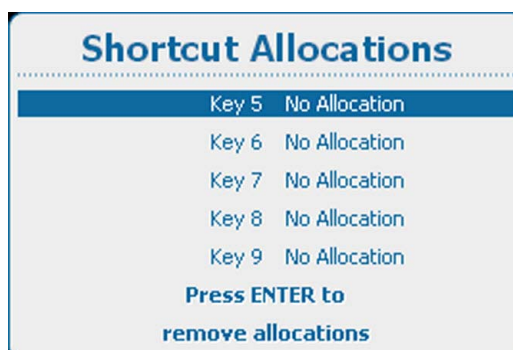 Shortcut Allocations
Key 5 No Allocation
Key 6 No Allocation
Key 7 No Allocation
Key 8 No Allocation
Key 9 No Allocation
Press ENTER to
remove allocations